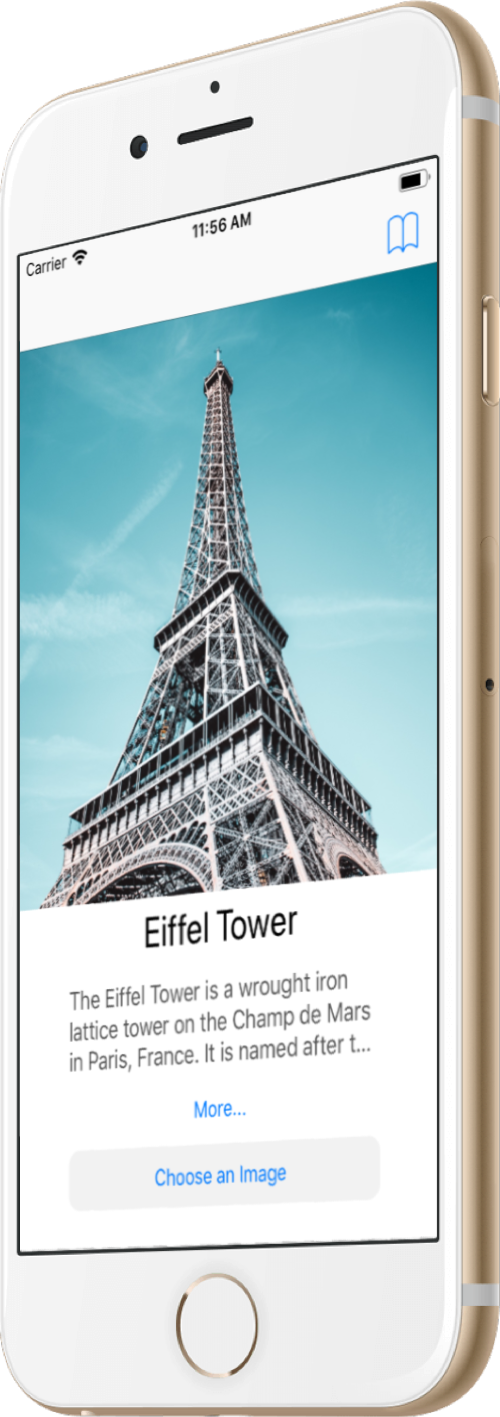 11:56 AM
Carrier
Eiffel Tower
The Eiffel Tower is a wrought iron
lattice tower on the Champ de Mars
in Paris, France. It is named after t...
More...
Choose an Image